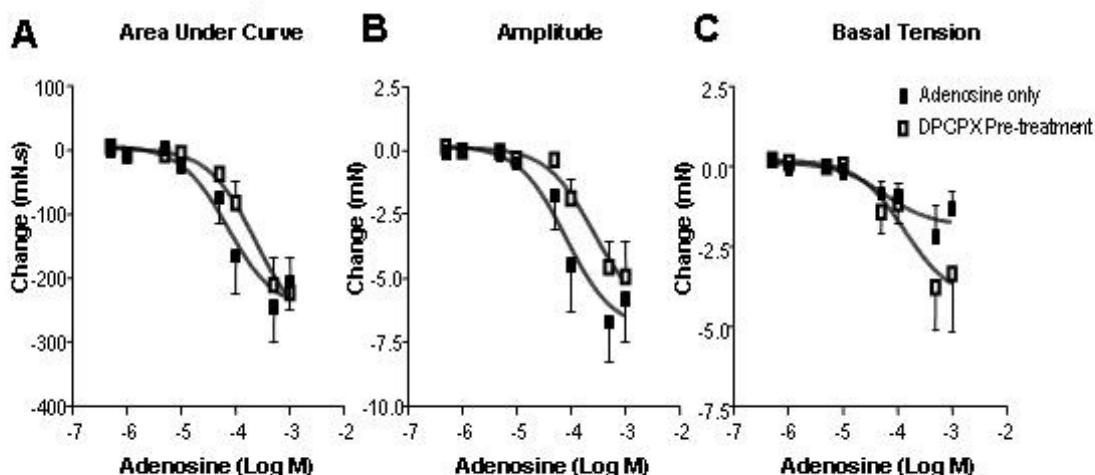 A Area Under Curve
100
0
-100
-200
-300
-400
Change (mN.s)
-7 -6 -5 -4 -3 -2
Adenosine (Log M)
B Amplitude
2.5
0.0
-2.5
-5.0
-7.5
-10.0
Change (mN)
-7 -6 -5 -4 -3 -2
Adenosine (Log M)
C Basal Tension
2.5
0.0
-2.5
-5.0
-7.5
Change (mN)
-7 -6 -5 -4 -3 -2
Adenosine (Log M)
Adenosine only
DPCPX Pre-treatment